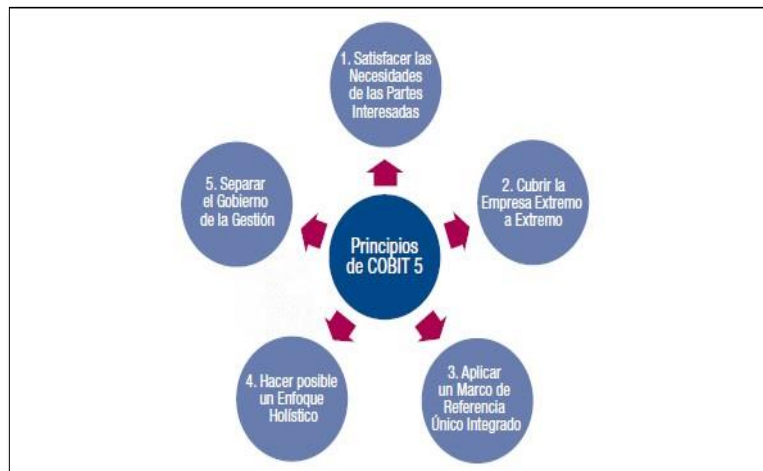 1. Satisfacer las
Necesidades
de las Partes
Interesadas
2. Cubrir la
Empresa Extremo
a Extremo
3. Aplicar
un Marco de
Referencia
Único Integrado
4. Hacer posible
un Enfoque
Holístico
5. Separar
el Gobierno
de la Gestión
Principios
de COBIT 5